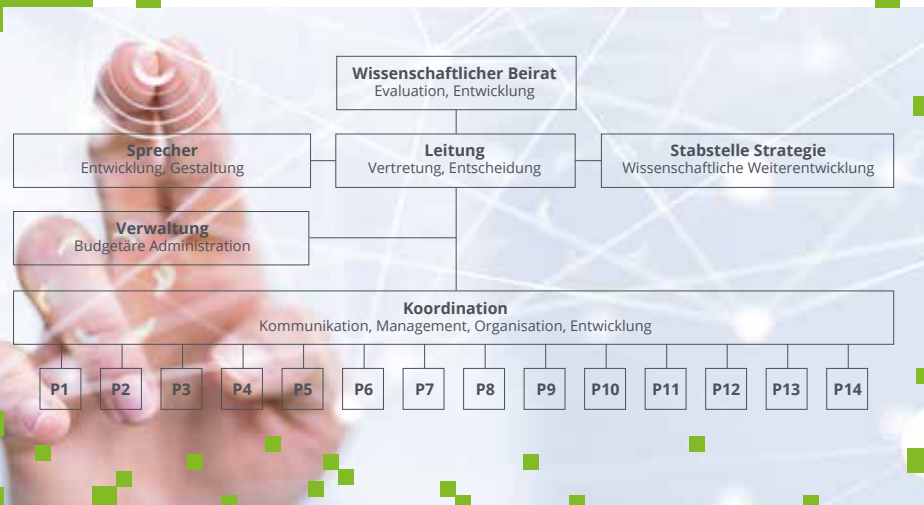 Wissenschaftlicher Beirat
Evaluation, Entwicklung
Sprecher
Entwicklung, Gestaltung
Leitung
Vertretung, Entscheidung
Stabstelle Strategie
Wissenschaftliche Weiterentwicklung
Verwaltung
Budgetäre Administration
Koordination
Kommunikation, Management, Organisation, Entwicklung
P1 P2 P3 P4 P5 P6 P7 P8 P9 P10 P11 P12 P13 P14